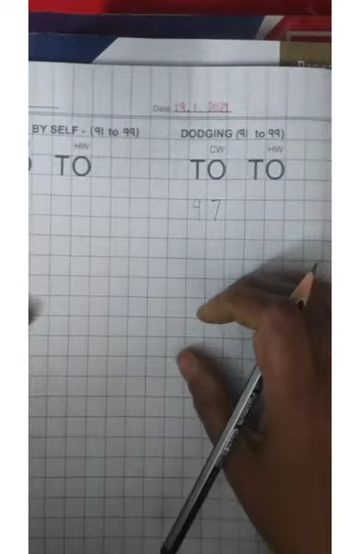 Date 19.1.2021
BY SELF - (91 to 99) DODGING (91 to 99)
HW CW HW
TO TO TO
97